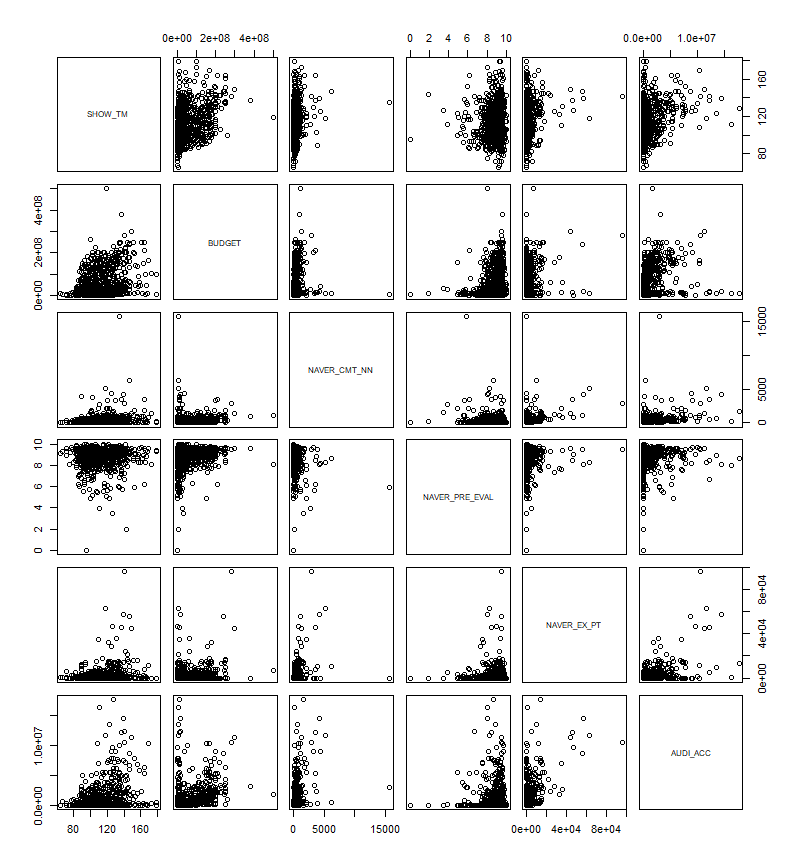 0e+00 2e+08 4e+08 0 2 4 6 8 10 0.0e+00 1.0e+07
SHOW_TM 80 120 160
0e+00 2e+08 4e+08 BUDGET
NAVER_CMT_NN 0 5000 15000
0 2 4 6 8 10 NAVER_PRE_EVAL
NAVER_EX_PT 0e+00 4e+04 8e+04
0.0e+00 1.0e+07 AUDI_ACC
80 120 160 0 5000 15000 0e+00 4e+04 8e+04